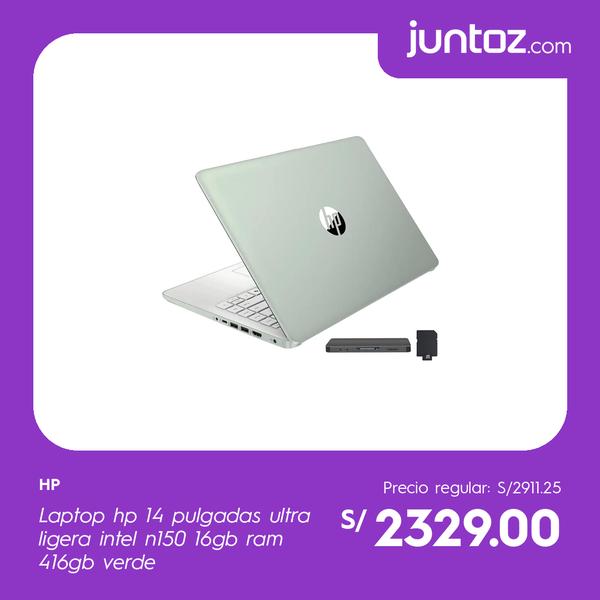 juntoz.com
hp
HP
Laptop hp 14 pulgadas ultra
ligera intel n150 16gb ram
416gb verde
Precio regular: S/2911.25
S/ 2329.00